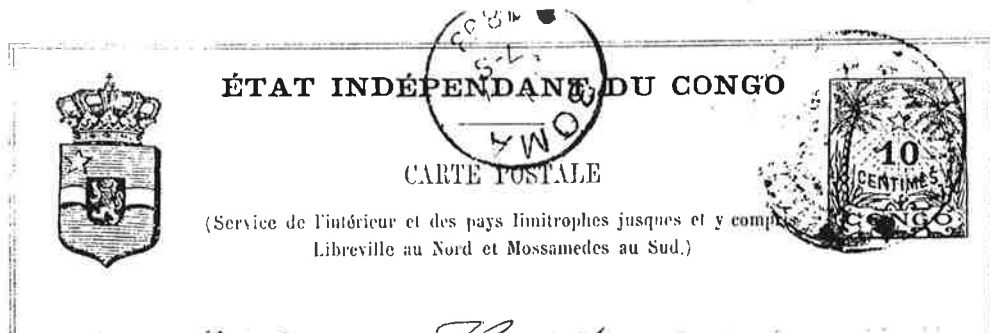 ÉTAT INDÉPENDANT DU CONGO
BOMA
CARTE POSTALE
10
CENTIMES
CONGO
(Service de l'intérieur et des pays limitrophes jusques et y compris
Libreville au Nord et Mossamedes au Sud.)